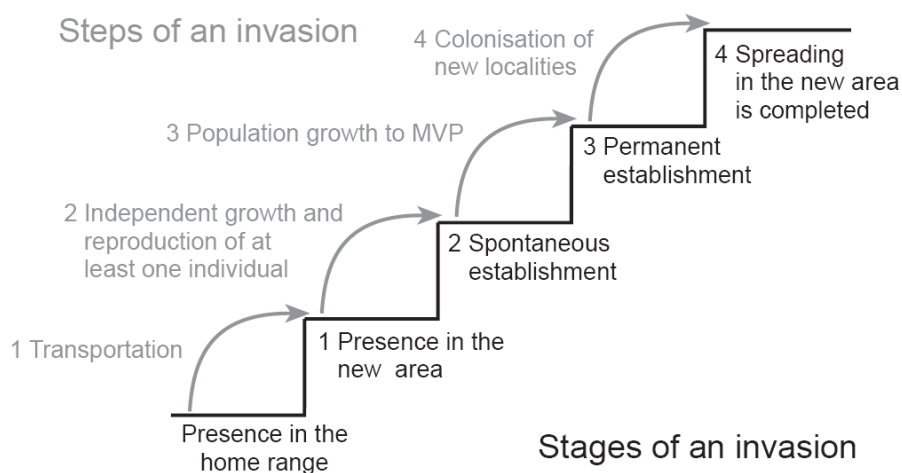 Steps of an invasion
4 Colonisation of
new localities
4 Spreading
in the new area
is completed
3 Population growth to MVP
3 Permanent
establishment
2 Independent growth and
reproduction of at
least one individual
2 Spontaneous
establishment
1 Transportation
1 Presence in the
new area
Presence in the
home range
Stages of an invasion